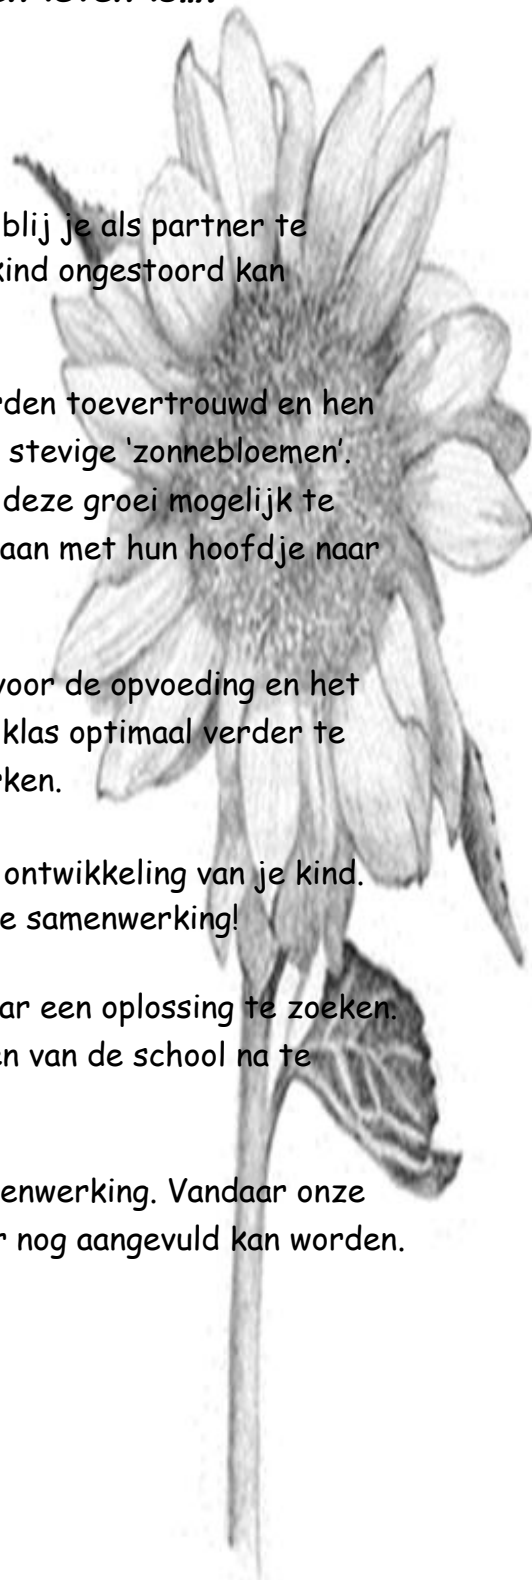 blij je als partner te
kind ongestoord kan
rden toevertrouwd en hen
stevige ‘zonnebloemen’.
deze groei mogelijk te
aan met hun hoofdje naar
voor de opvoeding en het
klas optimaal verder te
rken.
ontwikkeling van je kind.
e samenwerking!
ar een oplossing te zoeken.
en van de school na te
enwerking. Vandaar onze
r nog aangevuld kan worden.